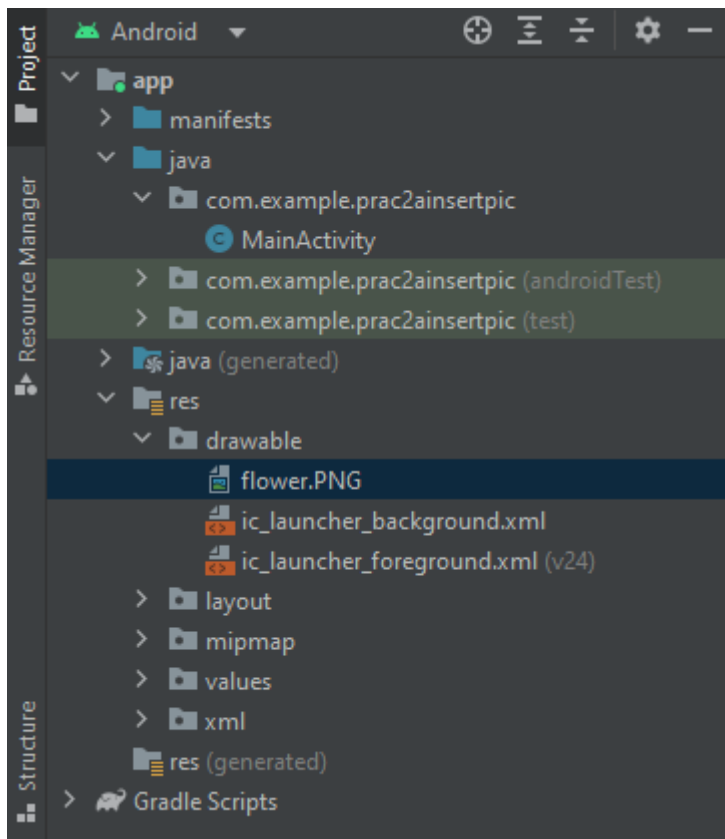 Project
Resource Manager
Structure
Android
app
manifests
java
com.example.prac2ainsertpic
MainActivity
com.example.prac2ainsertpic (androidTest)
com.example.prac2ainsertpic (test)
java (generated)
res
drawable
flower.PNG
ic_launcher_background.xml
ic_launcher_foreground.xml (v24)
layout
mipmap
values
xml
res (generated)
Gradle Scripts